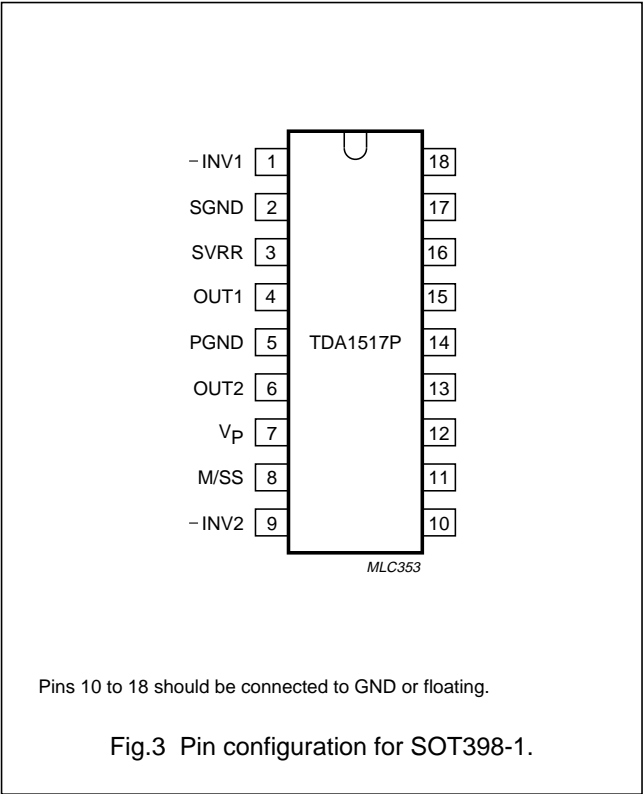 −INV1 1 18
SGND 2 17
SVRR 3 16
OUT1 4 15
PGND 5 TDA1517P 14
OUT2 6 13
VP 7 12
M/SS 8 11
−INV2 9 10
MLC353
Pins 10 to 18 should be connected to GND or floating.
Fig.3 Pin configuration for SOT398-1.